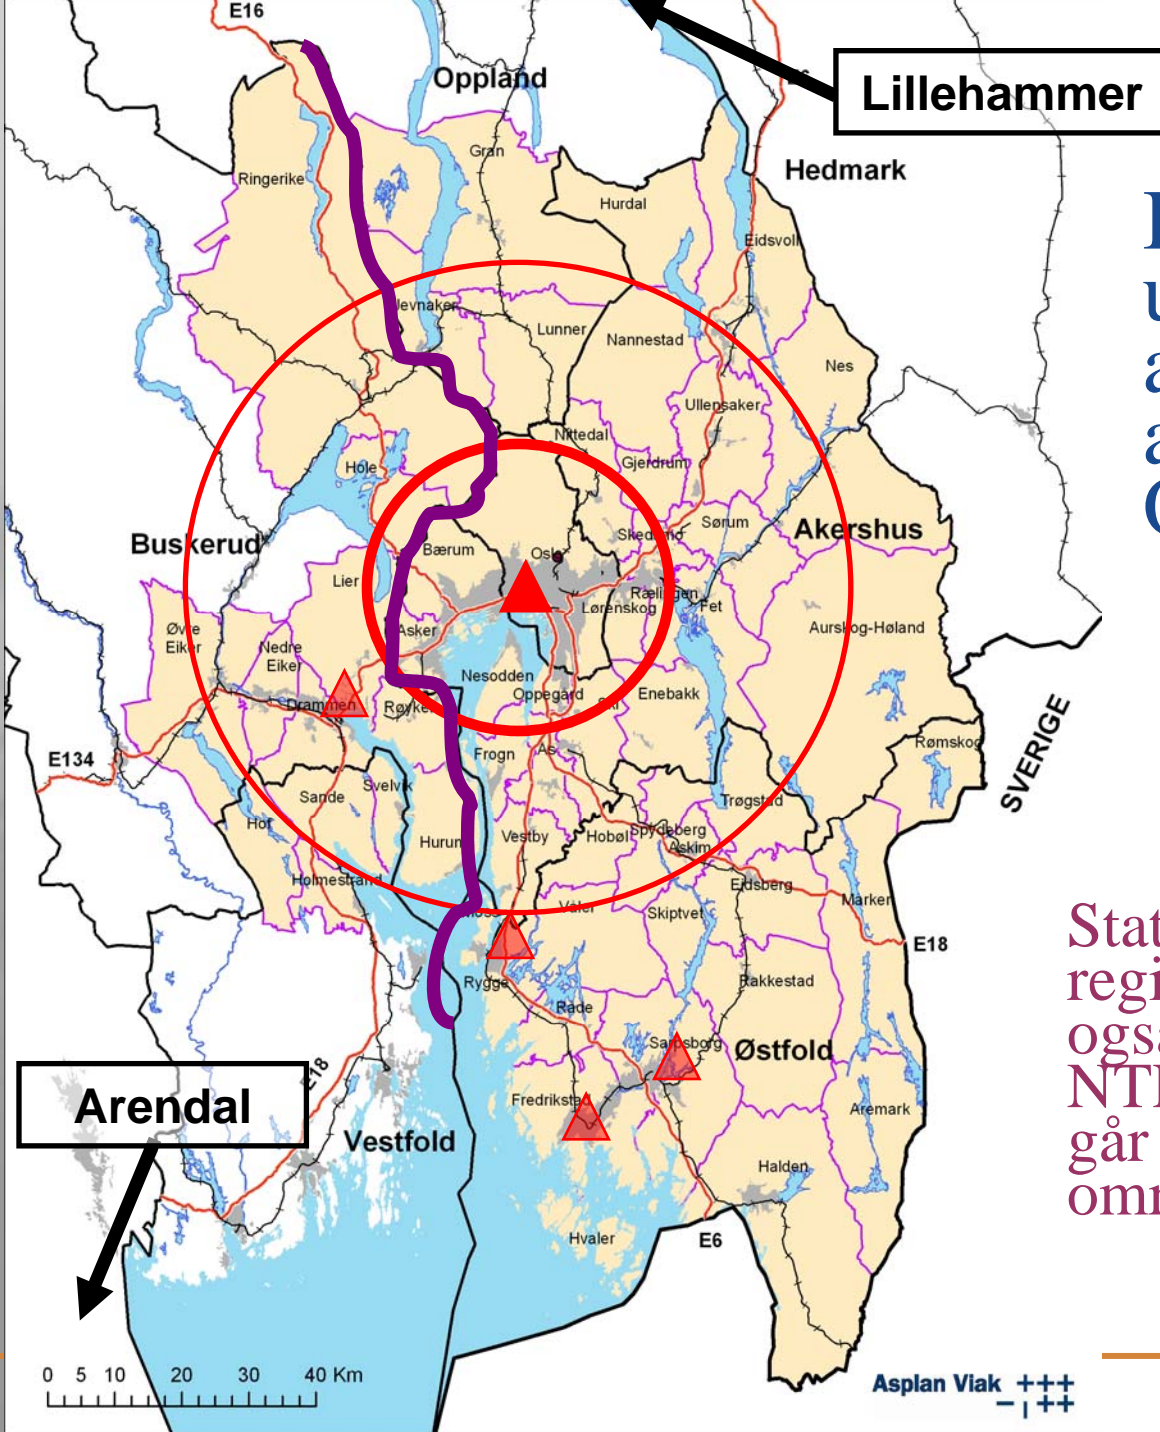 E16
Oppland
Lillehammer
Gran
Hedmark
Ringerike
Hurdal
Eidsvoll
Jevnaker
Lunner
Nannestad
Nes
Ullensaker
Nittedal
Gjerdrum
Hole
Sørum
Akershus
Skedsmo
Buskerud
Bærum
Oslo
Lier
Rælingen
Fet
Lørenskog
Øvre
Eiker
Asker
Aurskog-Høland
Nedre
Eiker
Nesodden
Oppegård
Ski
Enebakk
Drammen
Røyken
SVERIGE
Rømskog
Frogn
Ås
E134
Svelvik
Sande
Trøgstad
Hof
Hurum
Vestby
Hobøl
Spydeberg
Askim
Holmestrand
Eidsberg
Marker
Moss
Våler
Skiptvet
Stat
E18
Rygge
Rakkestad
regi
Råde
også
Sarpsborg
Østfold
E18
Arendal
Fredrikstad
Aremark
går
Vestfold
Halden
Hvaler
E6
0 5 10 20 30 40 Km
Asplan Viak